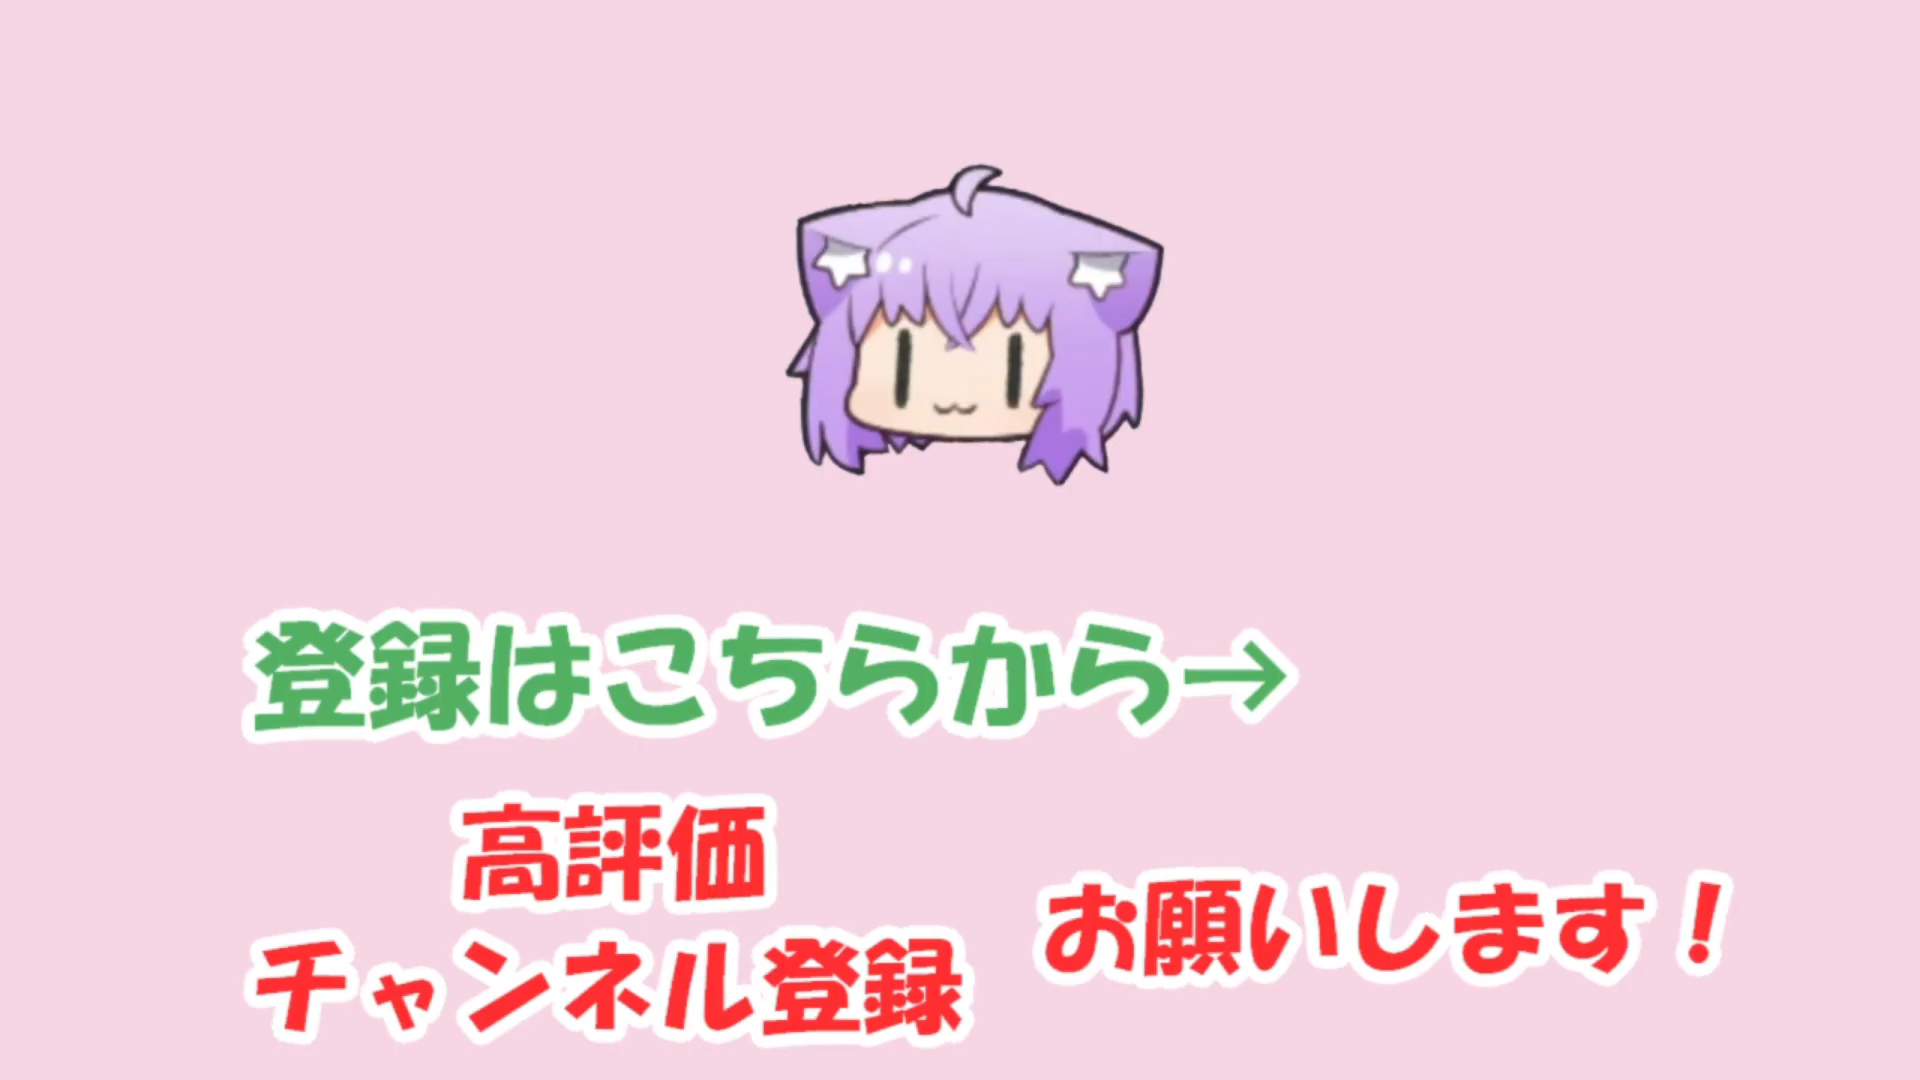 登録はこちらから→
高評価
チャンネル登録
お願いします！